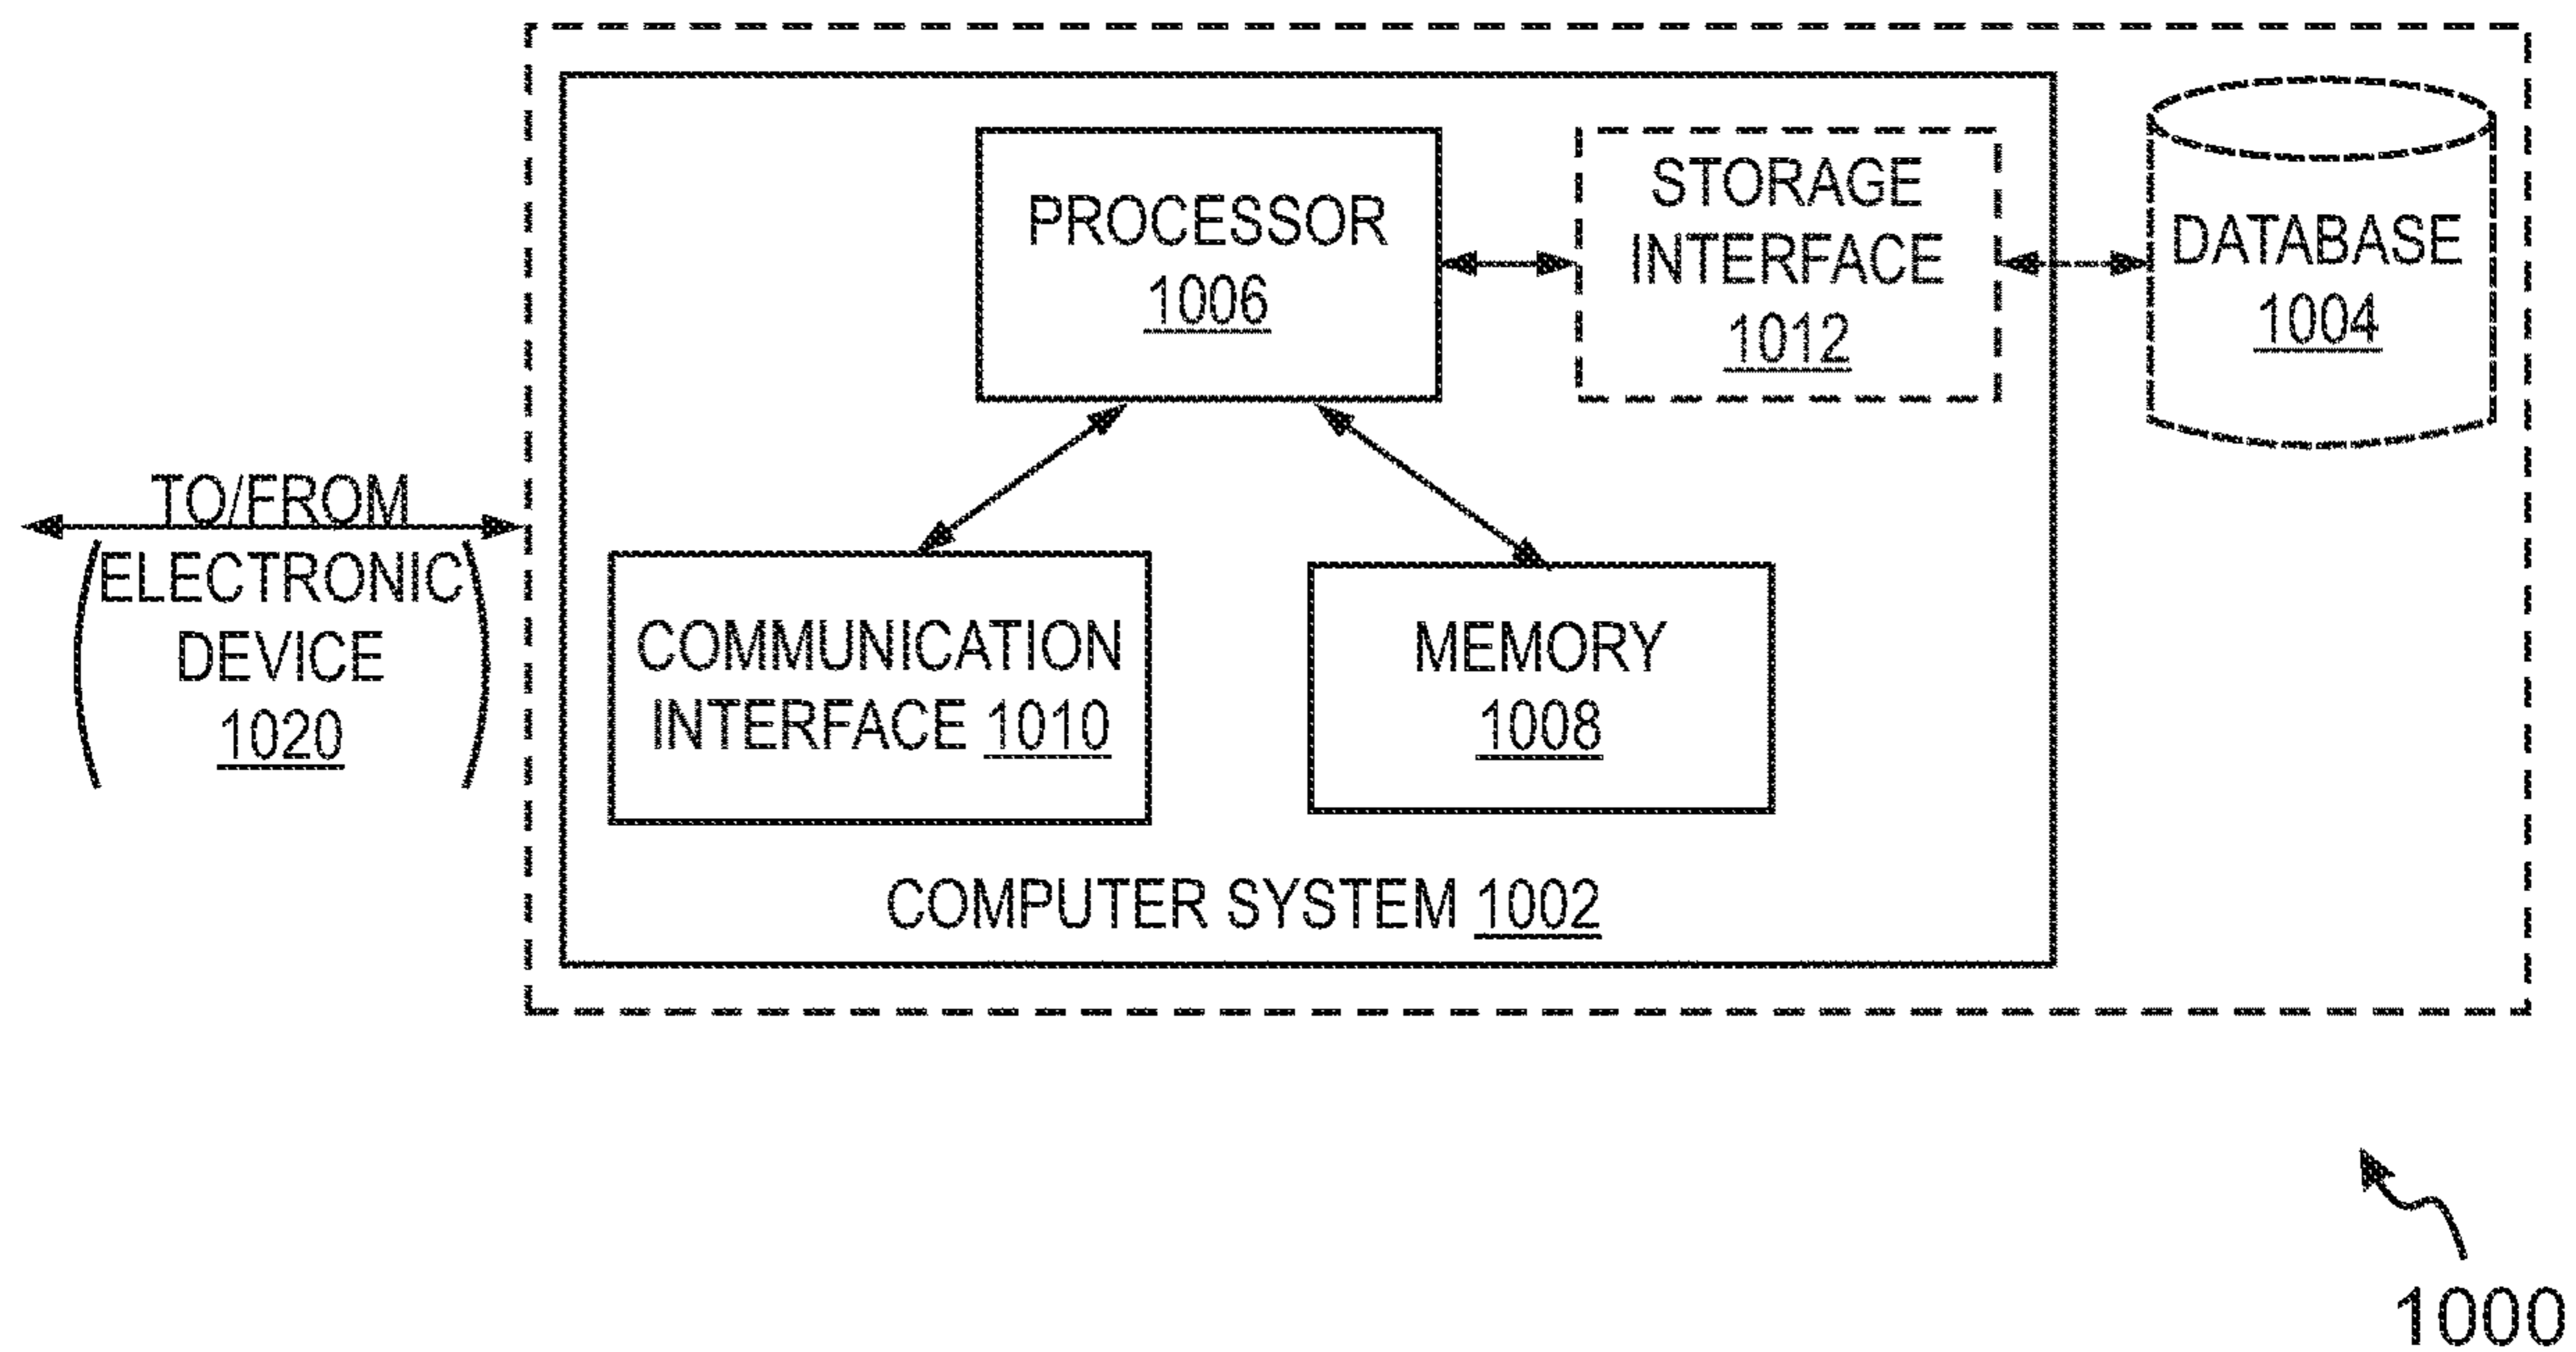 PROCESSOR
1006
STORAGE
INTERFACE
1012
DATABASE
1004
TO/FROM
ELECTRONIC
DEVICE
1020
COMMUNICATION
INTERFACE 1010
MEMORY
1008
COMPUTER SYSTEM 1002
1000